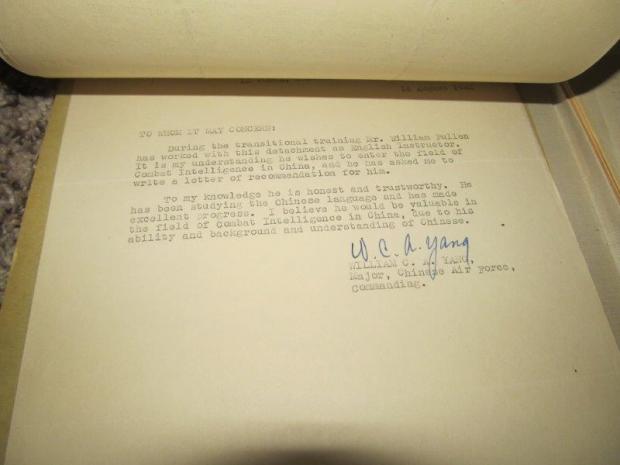 TO WHOM IT MAY CONCERN:
During the transitional training Mr. William Pullen
has worked with this detachment as English Instructor.
It is my understanding he wishes to enter the field of
Combat Intelligence in China, and he has asked me to
write a letter of recommendation for him.
To my knowledge he is honest and trustworthy. He
has been studying the Chinese language and has made
excellent progress. I believe he would be valuable in
the field of Combat Intelligence in China, due to his
ability and background and understanding of Chinese.
W. C. A. Yang
WILLIAM C. A. YANG,
Major, Chinese Air Force,
Commanding.